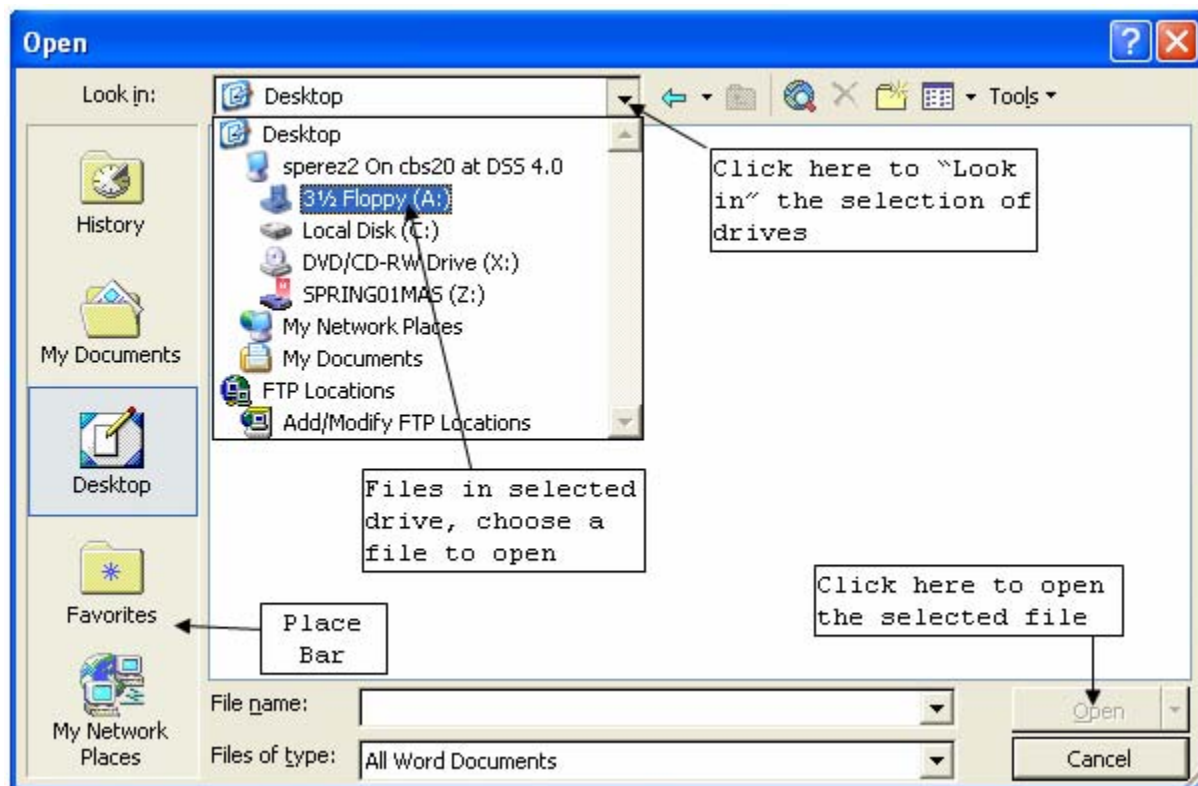 Open
Look in:
Desktop
Tools
Desktop
sperez2 On cbs20 at DSS 4.0
3½ Floppy (A:)
Local Disk (C:)
DVD/CD-RW Drive (X:)
SPRING01MAS (Z:)
My Network Places
My Documents
FTP Locations
Add/Modify FTP Locations
Click here to “Look
in” the selection of
drives
History
My Documents
Desktop
Favorites
My Network
Places
Files in selected
drive, choose a
file to open
Place
Bar
Click here to open
the selected file
File name:
Open
Files of type:
All Word Documents
Cancel